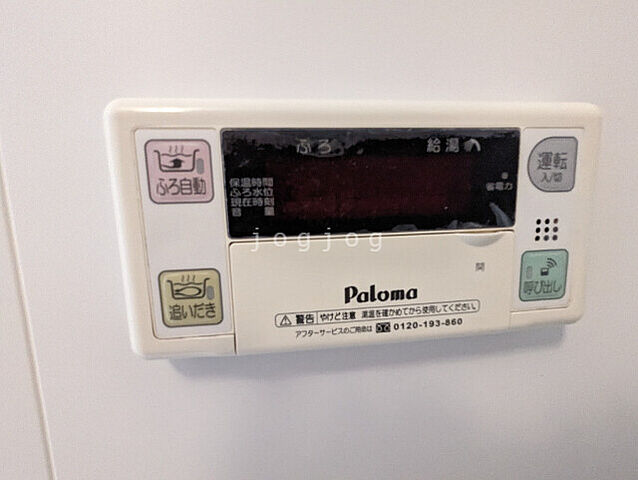 ふろ 給湯
運転
入/切
ふろ自動
保温時間
ふろ水位
現在時刻
音量
省電力
jogjog
開
呼び出し
追いだき
Paloma
警告 やけど注意 湯温を確かめてから使用してください。
アフターサービスのご用命は 0120-193-860